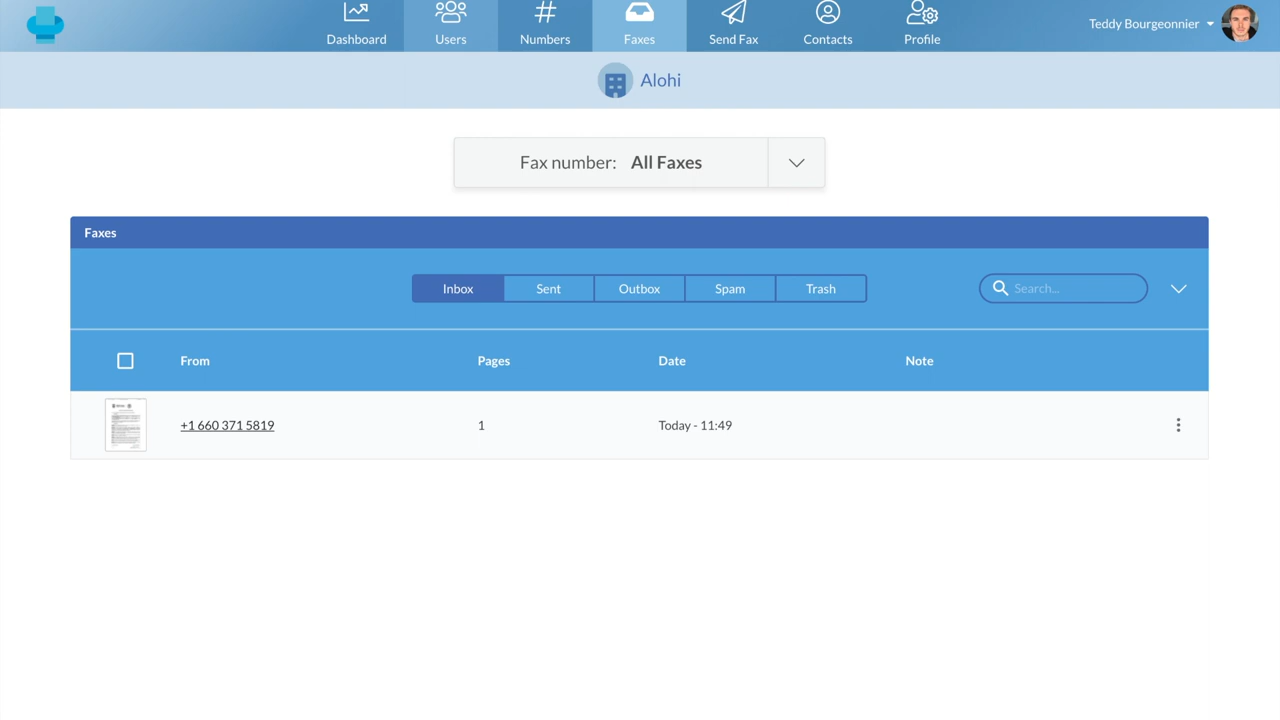 Dashboard Users Numbers Faxes Send Fax Contacts Profile Teddy Bourgeonnier
Alohi
Fax number: All Faxes
Faxes
Inbox Sent Outbox Spam Trash Search...
From Pages Date Note
+1 660 371 5819 1 Today - 11:49